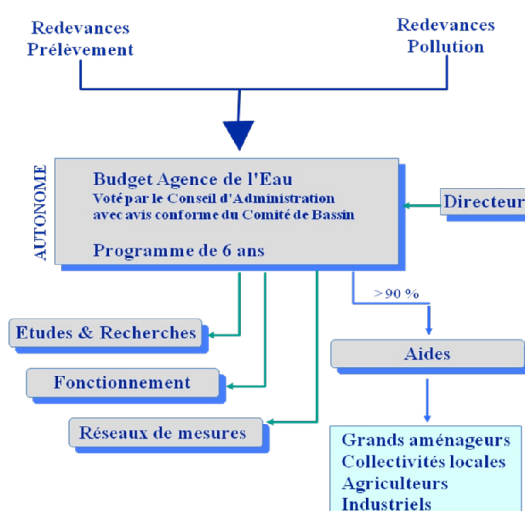 Redevances
Prélèvement
Redevances
Pollution
AUTONOME
Budget Agence de l'Eau
Voté par le Conseil d'Administration
avec avis conforme du Comité de Bassin
Programme de 6 ans
Directeur
>90 %
Etudes & Recherches
Aides
Fonctionnement
Réseaux de mesures
Grands aménageurs
Collectivités locales
Agriculteurs
Industriels